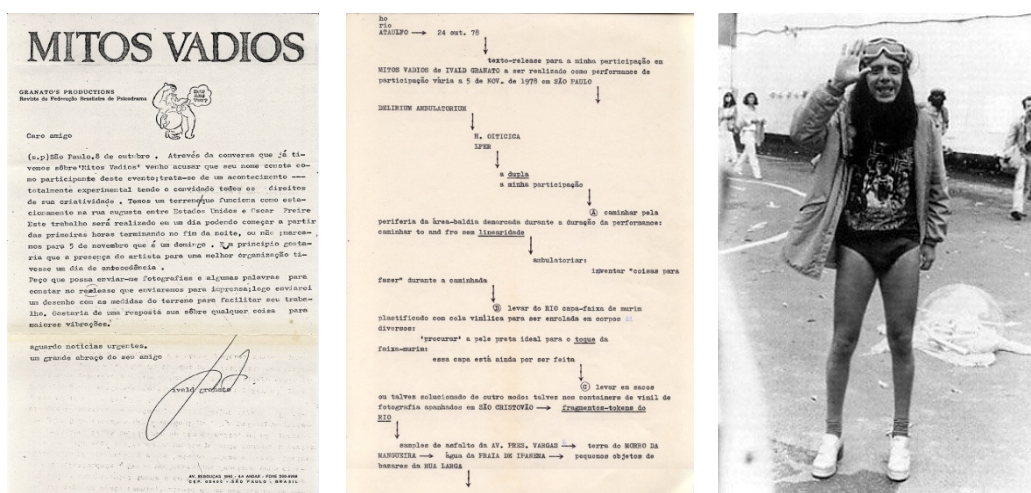 MITOS VADIOS
GRANATO'S PRODUCTIONS
Revista da Federação Brasileira de Psicodrama
Caro amigo
(s.p)São Paulo,8 de outubro . Através da conversa que já ti-
vemos sôbre"Mitos Vadios" venho acusar que seu nome consta co-
mo participante deste evento;trata-se de um acontecimento ---
totalmente experimental tendo o convidado todos os direitos
de sua criatividade . Temos um terreno que funciona como esta-
cionamento na rua augusta entre Estados Unidos e Oscar Freire
Este trabalho será realizado em um dia podendo começar a partir
das primeiras horas terminando no fim da noite, ou não ;marca-
mos para 5 de novembro que é um domingo . a principio gosta-
ria que a presença do artista para uma melhor organização ti-
vesse um dia de antecedência .
Peço que possa enviar-me fotografias e algumas palavras para
constar no realease que enviaremos para imprensa;logo enviarei
um desenho com as medidas do terreno para facilitar seu traba-
lho. Gostaria de uma resposta sua sôbre qualquer coisa para
maiores vibrações.
aguardo noticias urgentes.
um grande abraço do seu amigo
ivald granato
SÃO PAULO - BRASIL
ho
rio
ATAULPO → 24 out. 78
texto-release para a minha participação em
MITOS VADIOS de IVALD GRANATO a ser realizado como performance de
participação vária a 5 de NOV. de 1978 em SÃO PAULO
DELIRIUM AMBULATORIUM
H. OITICICA
LPER
a dupla
a minha participação
A caminhar pela
periferia da área-baldia demarcada durante a duração da performance:
caminhar to and fro sem linearidade
ambulatoriar:
inventar "coisas para
fazer" durante a caminhada
B levar do RIO capa-faixa de murim
plastificado com cola vinílica para ser enrolada em corpos
diversos:
'procurar' a pele preta ideal para o toque da
faixa-murim:
essa capa está ainda por ser feita
C levar em sacos
ou talvez solucionado de outro modo: talvez nos containers de vinil de
fotografia apanhados em SÃO CRISTOVÃO → fragmentos-tokens do
RIO
samples de asfalto da AV. PRES. VARGAS → terra do MORRO DA
MANGUEIRA → água da PRAIA DE IPANEMA → pequenos objetos de
bazares da RUA LARGA